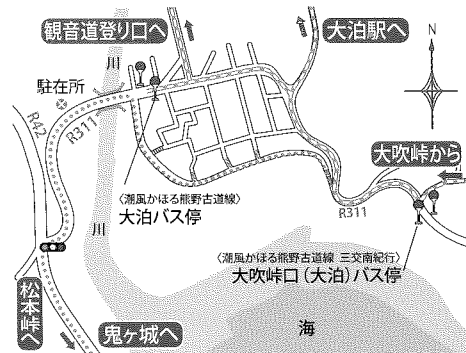 観音道登り口へ
大泊駅へ
N
川
駐在所
R42
R311
大吹峠から
〈潮風かほる熊野古道線〉
大泊バス停
R311
川
〈潮風かほる熊野古道線 三交南紀行〉
大吹峠口(大泊)バス停
松本峠へ
鬼ヶ城へ
海